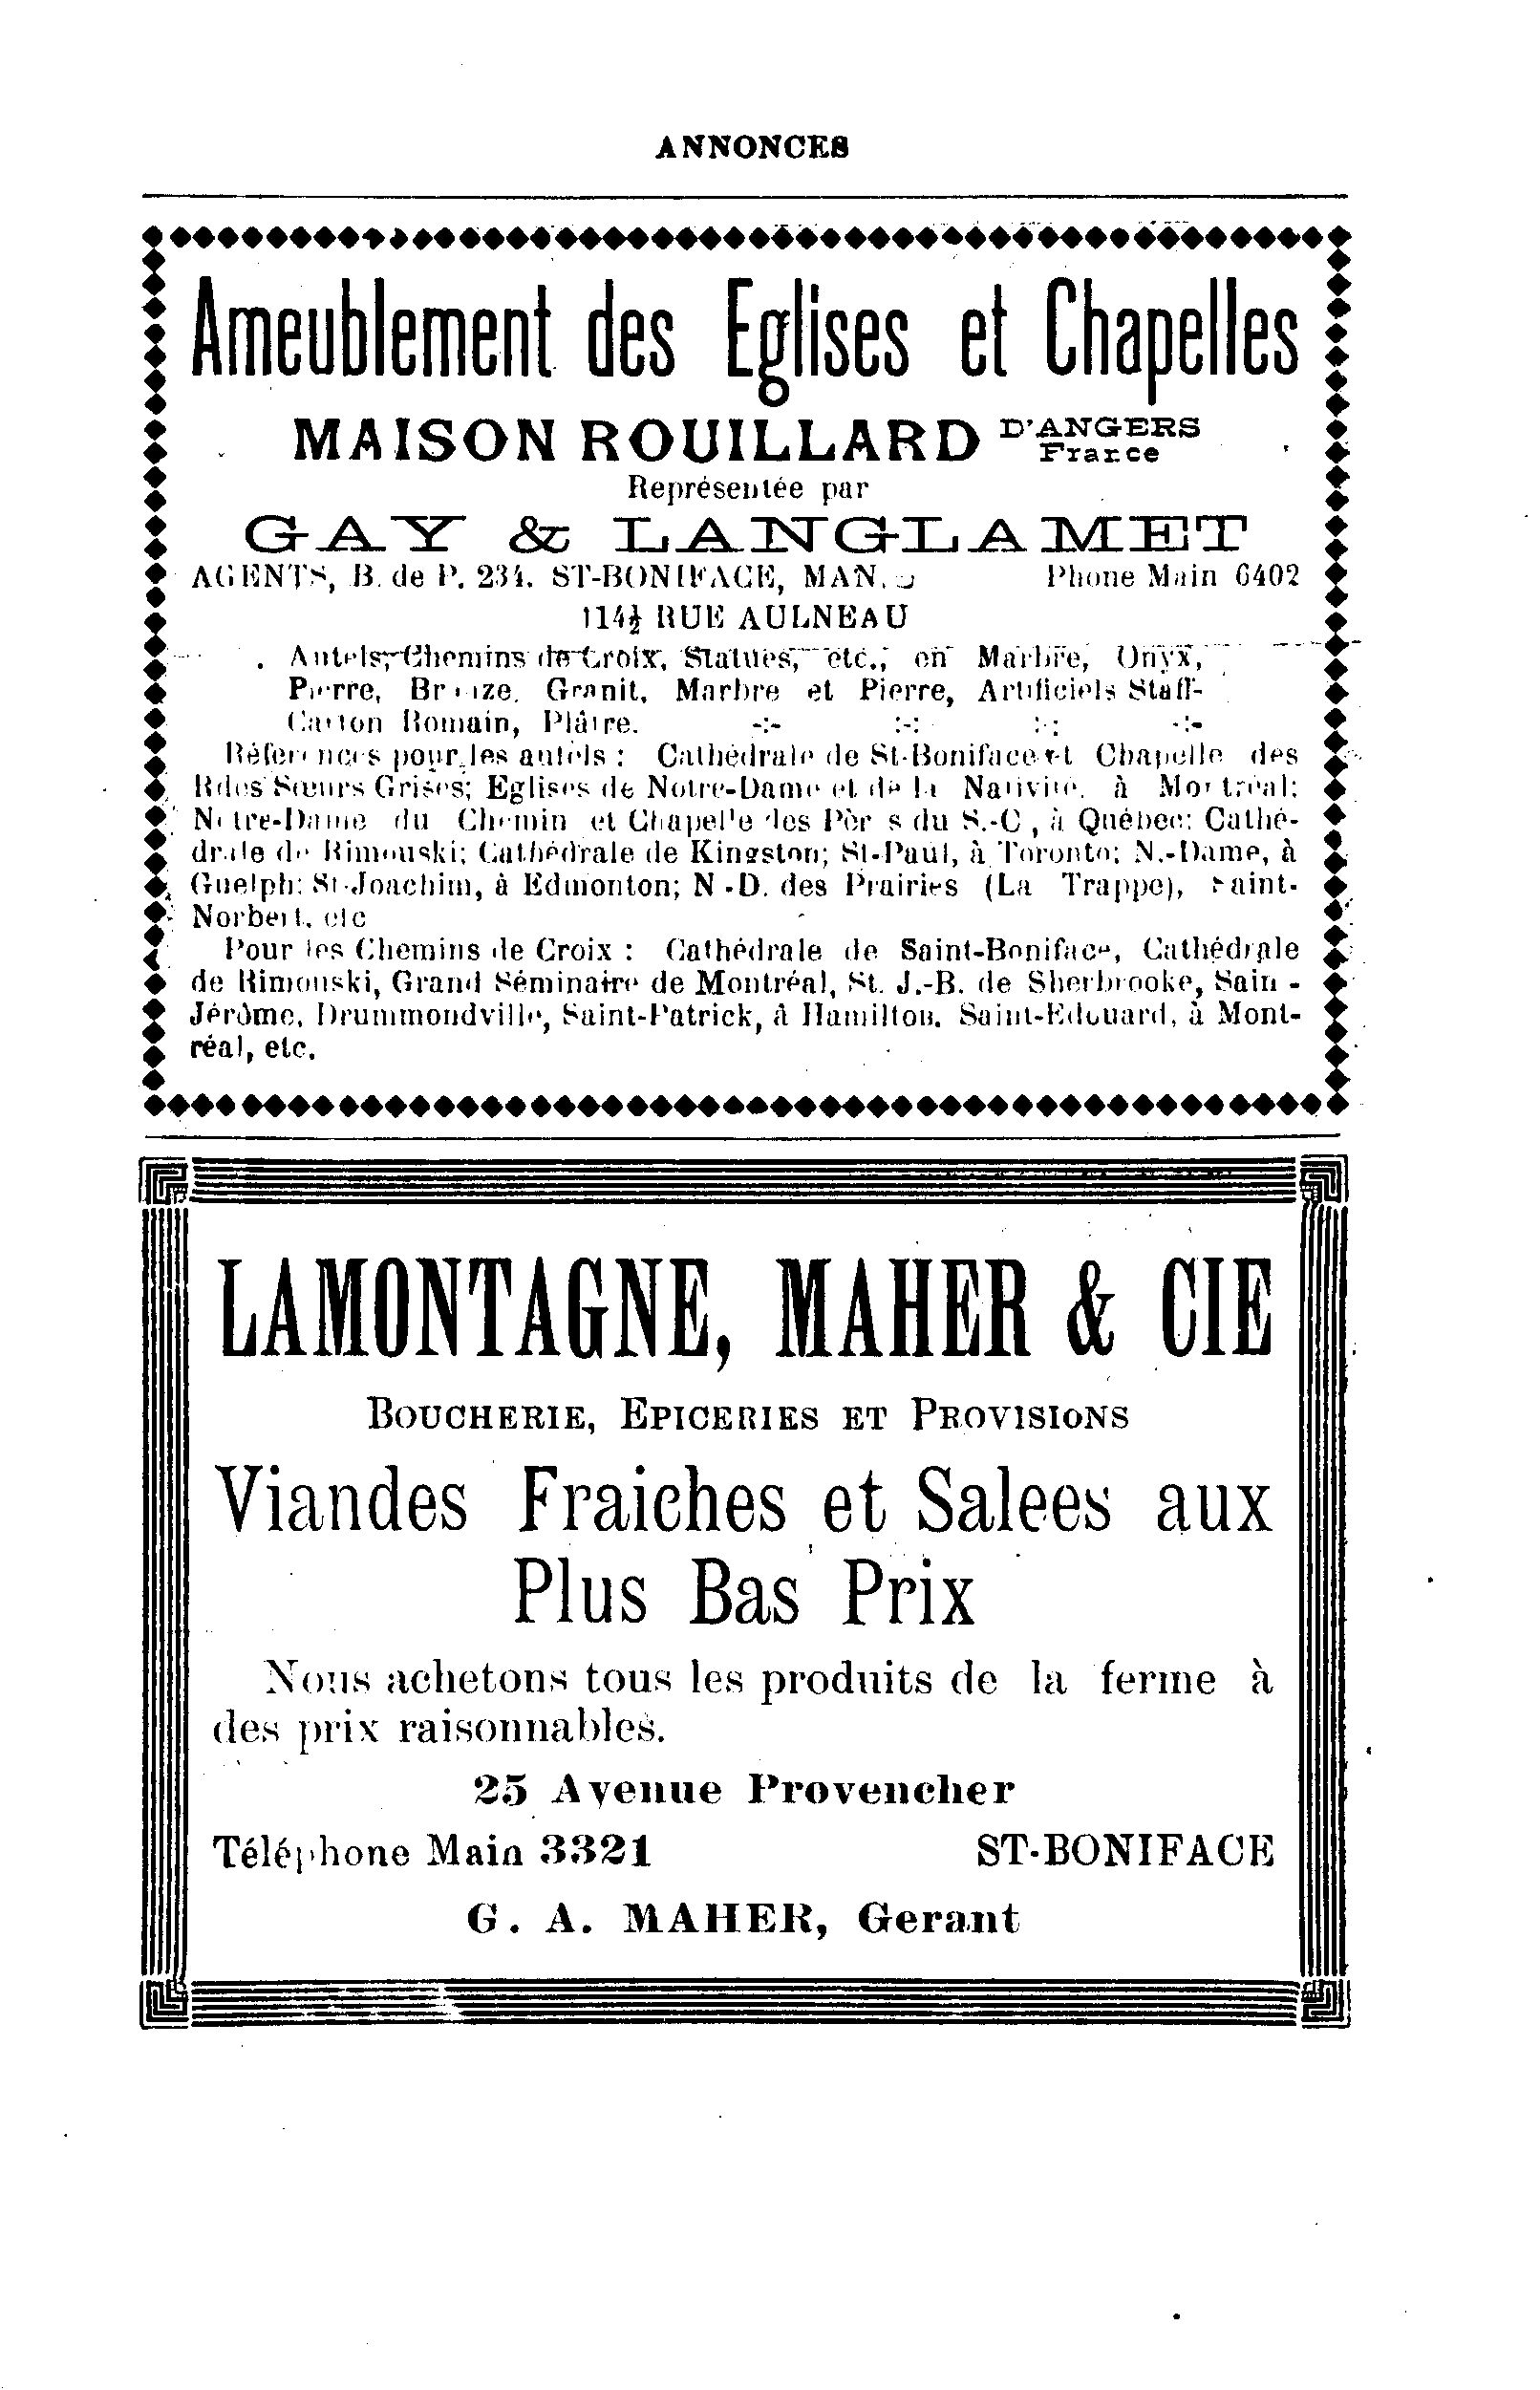 ANNONCES
Ameublement des Eglises et Chapelles
MAISON ROUILLARD D'ANGERS
France
Représentée par
GAY & LANGLAMET
AGENTS, B. de P. 234. ST-BONIFACE, MAN. Phone Main 6402
114½ RUE AULNEAU
Autels, Chemins de Croix, Statues, etc., en Marbre, Onyx,
Pierre, Bronze, Granit, Marbre et Pierre, Artificiels Staff-
Carton Romain, Plâtre. -:- :-: :-: -:-
Références pour les autels : Cathédrale de St-Boniface et Chapelle des
Rdes Sœurs Grises; Eglises de Notre-Dame et de la Nativité, à Montréal;
Notre-Dame du Chemin et Chapelle des Pères du S.-C , à Québec; Cathé-
drale de Rimouski; Cathédrale de Kingston; St-Paul, à Toronto; N.-Dame, à
Guelph; St-Joachim, à Edmonton; N -D. des Prairies (La Trappe), Saint-
Norbert, etc
Pour les Chemins de Croix : Cathédrale de Saint-Boniface, Cathédrale
de Rimouski, Grand Séminaire de Montréal, St. J.-B. de Sherbrooke, Sain -
Jérôme, Drummondville, Saint-Patrick, à Hamilton, Saint-Edouard, à Mont-
réal, etc.
LAMONTAGNE, MAHER & CIE
BOUCHERIE, EPICERIES ET PROVISIONS
Viandes Fraiches et Salees aux
Plus Bas Prix
Nous achetons tous les produits de la ferme à
des prix raisonnables.
25 Avenue Provencher
Téléphone Main 3321 ST-BONIFACE
G. A. MAHER, Gerant